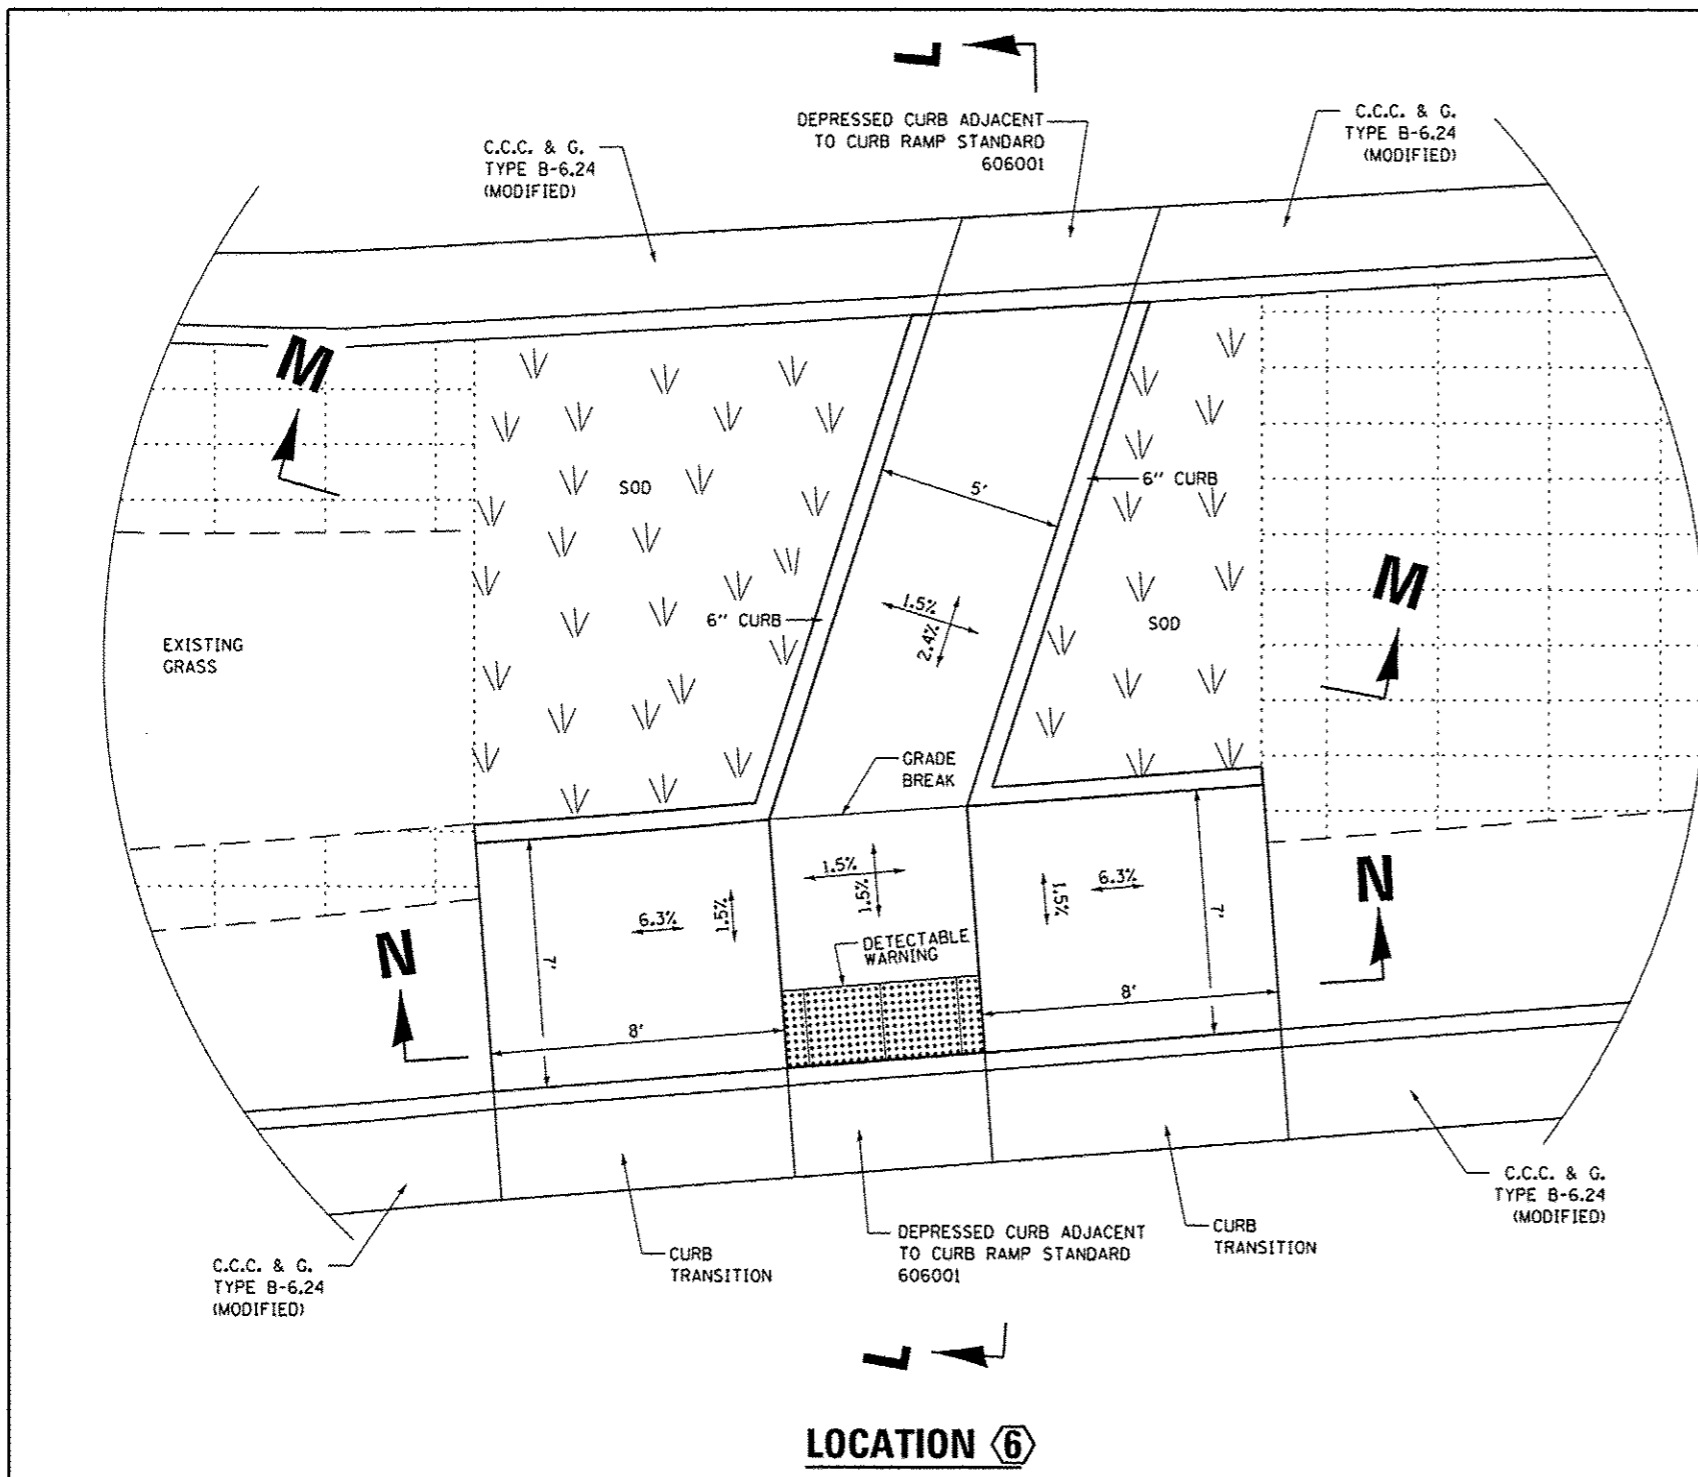 L
DEPRESSED CURB ADJACENT
TO CURB RAMP STANDARD
606001
C.C.C. & G.
TYPE B-6.24
(MODIFIED)
C.C.C. & G.
TYPE B-6.24
(MODIFIED)
M
SOD
5'
6" CURB
1.5%
2.4%
6" CURB
SOD
M
EXISTING
GRASS
GRADE
BREAK
1.5%
1.5%
6.3%
1.5%
1.5%
6.3%
7'
7'
N
N
DETECTABLE
WARNING
8'
8'
C.C.C. & G.
TYPE B-6.24
(MODIFIED)
CURB
TRANSITION
DEPRESSED CURB ADJACENT
TO CURB RAMP STANDARD
606001
CURB
TRANSITION
C.C.C. & G.
TYPE B-6.24
(MODIFIED)
L
LOCATION 6